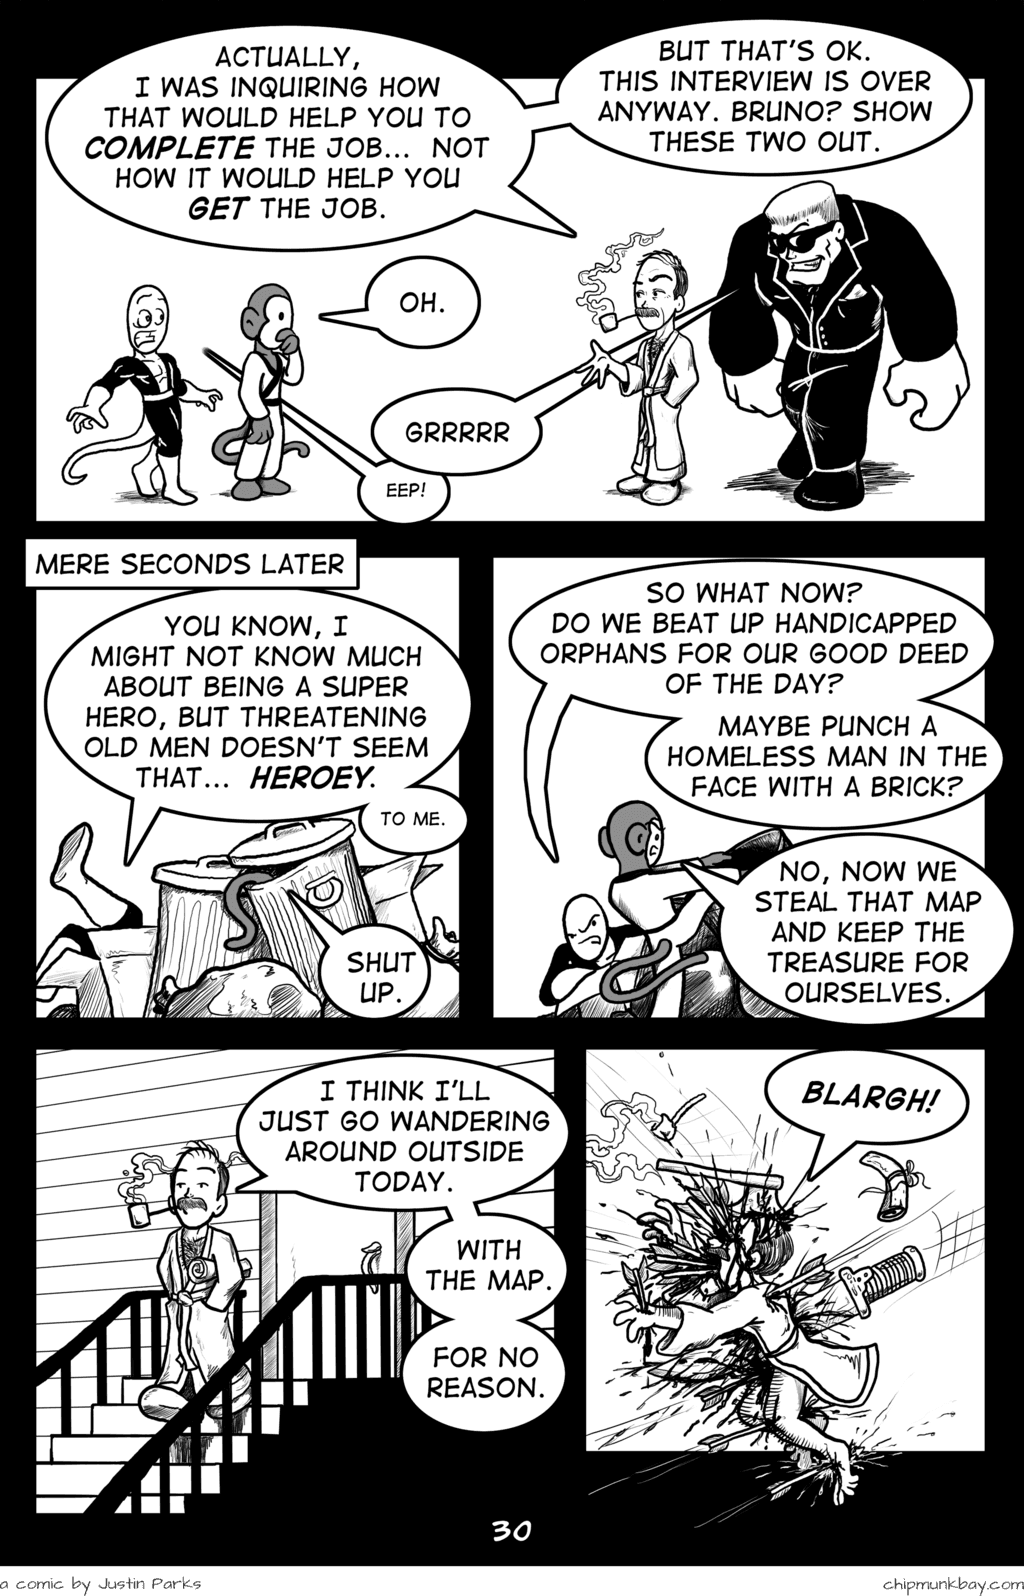 ACTUALLY,
I WAS INQUIRING HOW
THAT WOULD HELP YOU TO
COMPLETE THE JOB... NOT
HOW IT WOULD HELP YOU
GET THE JOB.
BUT THAT'S OK.
THIS INTERVIEW IS OVER
ANYWAY. BRUNO? SHOW
THESE TWO OUT.
OH.
GRRRRR
EEP!
MERE SECONDS LATER
YOU KNOW, I
MIGHT NOT KNOW MUCH
ABOUT BEING A SUPER
HERO, BUT THREATENING
OLD MEN DOESN'T SEEM
THAT... HEROEY.
TO ME.
SHUT
UP.
SO WHAT NOW?
DO WE BEAT UP HANDICAPPED
ORPHANS FOR OUR GOOD DEED
OF THE DAY?
MAYBE PUNCH A
HOMELESS MAN IN THE
FACE WITH A BRICK?
NO, NOW WE
STEAL THAT MAP
AND KEEP THE
TREASURE FOR
OURSELVES.
I THINK I'LL
JUST GO WANDERING
AROUND OUTSIDE
TODAY.
WITH
THE MAP.
FOR NO
REASON.
BLARGH!
30
a comic by Justin Parks
chipmunkbay.com